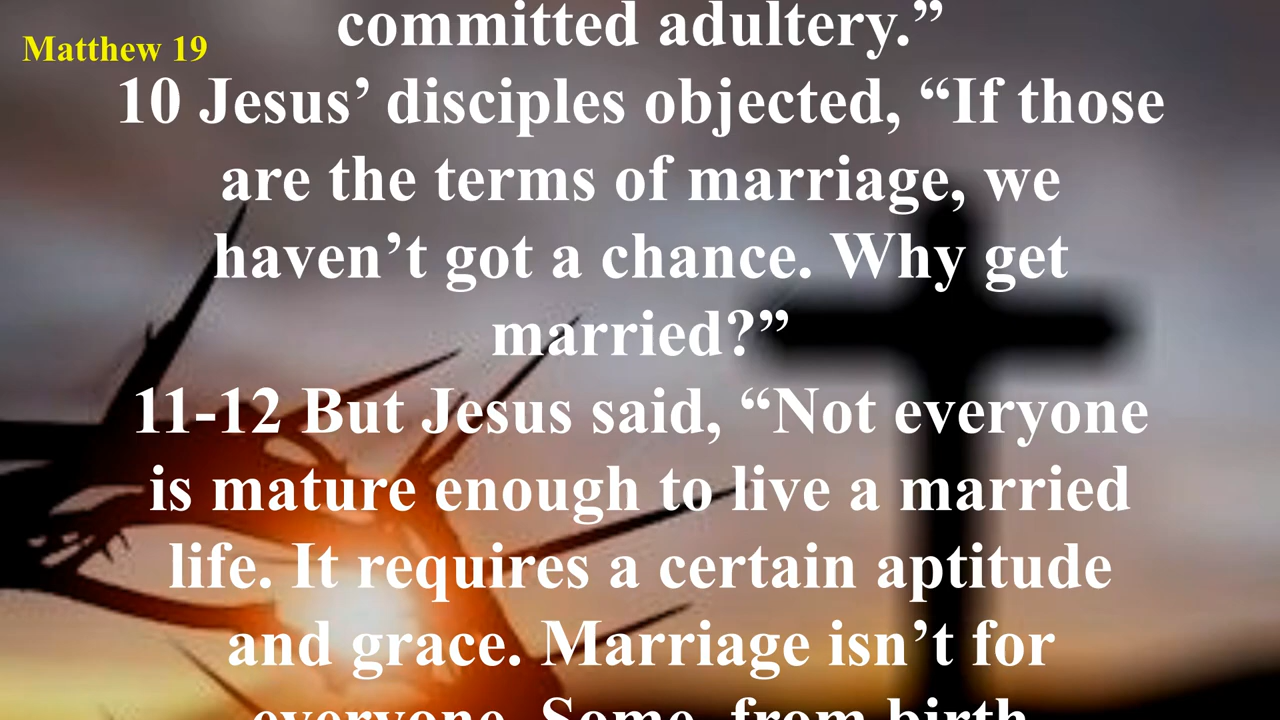 Matthew 19
committed adultery.”
10 Jesus’ disciples objected, “If those
are the terms of marriage, we
haven’t got a chance. Why get
married?”
11-12 But Jesus said, “Not everyone
is mature enough to live a married
life. It requires a certain aptitude
and grace. Marriage isn’t for
everyone. Some, from birth